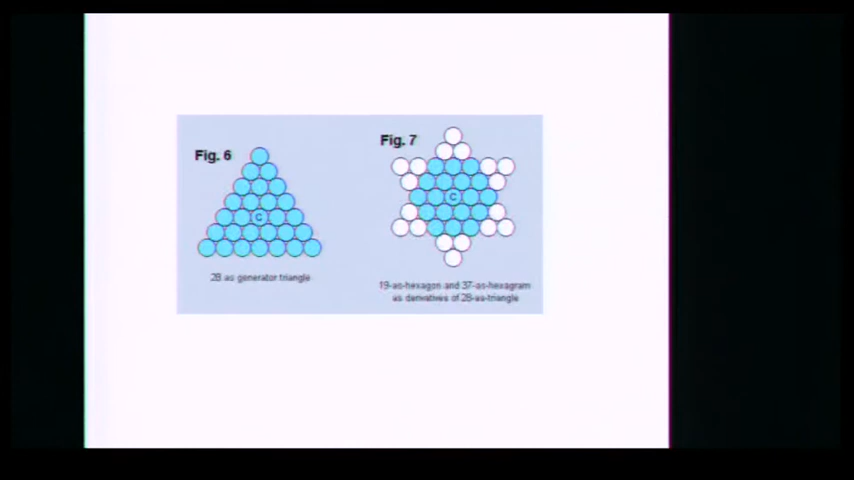 Fig. 6
Fig. 7
C
C
28 as generator triangle
19-as-hexagon and 37-as-hexagram
as derivatives of 28-as-triangle